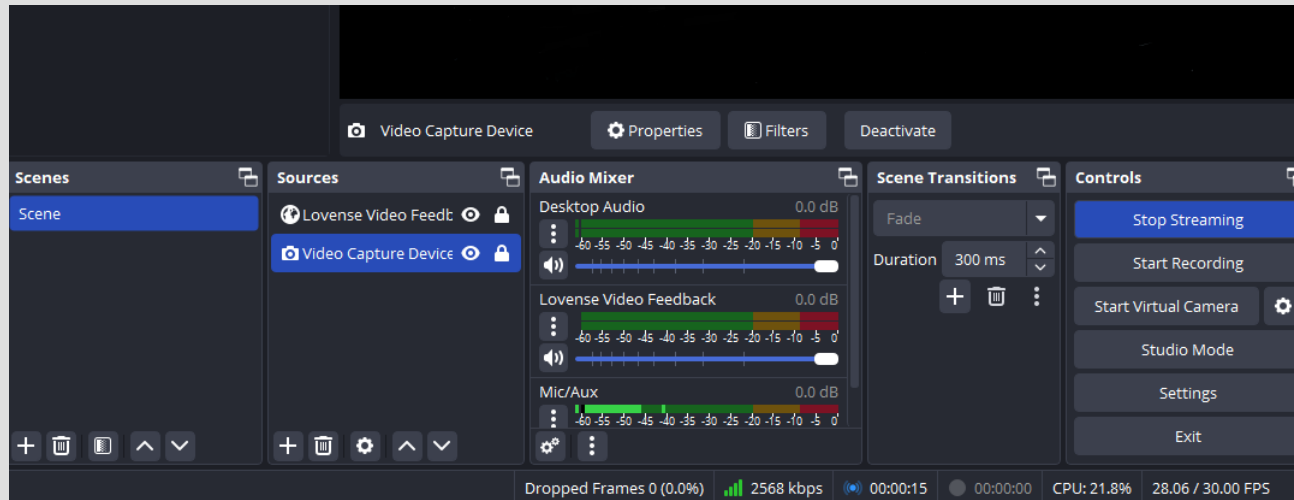 Video Capture Device Properties Filters Deactivate
Scenes
Scene
Sources
Lovense Video Feedb
Video Capture Device
Audio Mixer
Desktop Audio 0.0 dB
-60 -55 -50 -45 -40 -35 -30 -25 -20 -15 -10 -5 0
Lovense Video Feedback 0.0 dB
-60 -55 -50 -45 -40 -35 -30 -25 -20 -15 -10 -5 0
Mic/Aux 0.0 dB
-60 -55 -50 -45 -40 -35 -30 -25 -20 -15 -10 -5 0
Scene Transitions
Fade
Duration 300 ms
Controls
Stop Streaming
Start Recording
Start Virtual Camera
Studio Mode
Settings
Exit
Dropped Frames 0 (0.0%) 2568 kbps 00:00:15 00:00:00 CPU: 21.8% 28.06 / 30.00 FPS